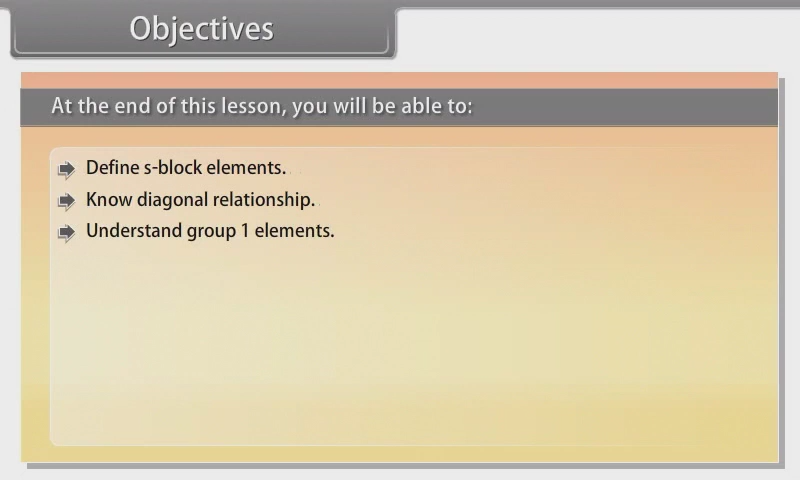 Objectives
At the end of this lesson, you will be able to:
Define s-block elements.
Know diagonal relationship.
Understand group 1 elements.